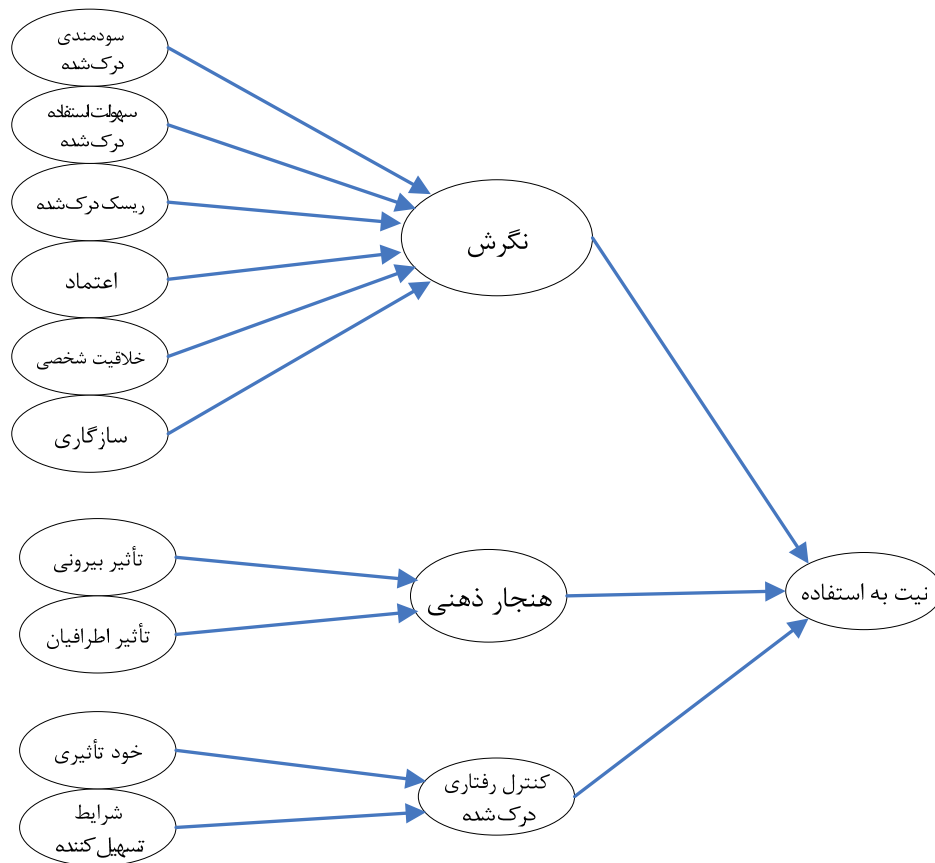 سودمندی
درک‌شده
سهولت‌استفاده
درک‌شده
ریسک‌درک‌شده
اعتماد
خلاقیت شخصی
سازگاری
نگرش
تأثیر بیرونی
تأثیر اطرافیان
هنجار ذهنی
نیت به استفاده
خود تأثیری
شرایط
تسهیل‌کننده
کنترل رفتاری
درک‌شده